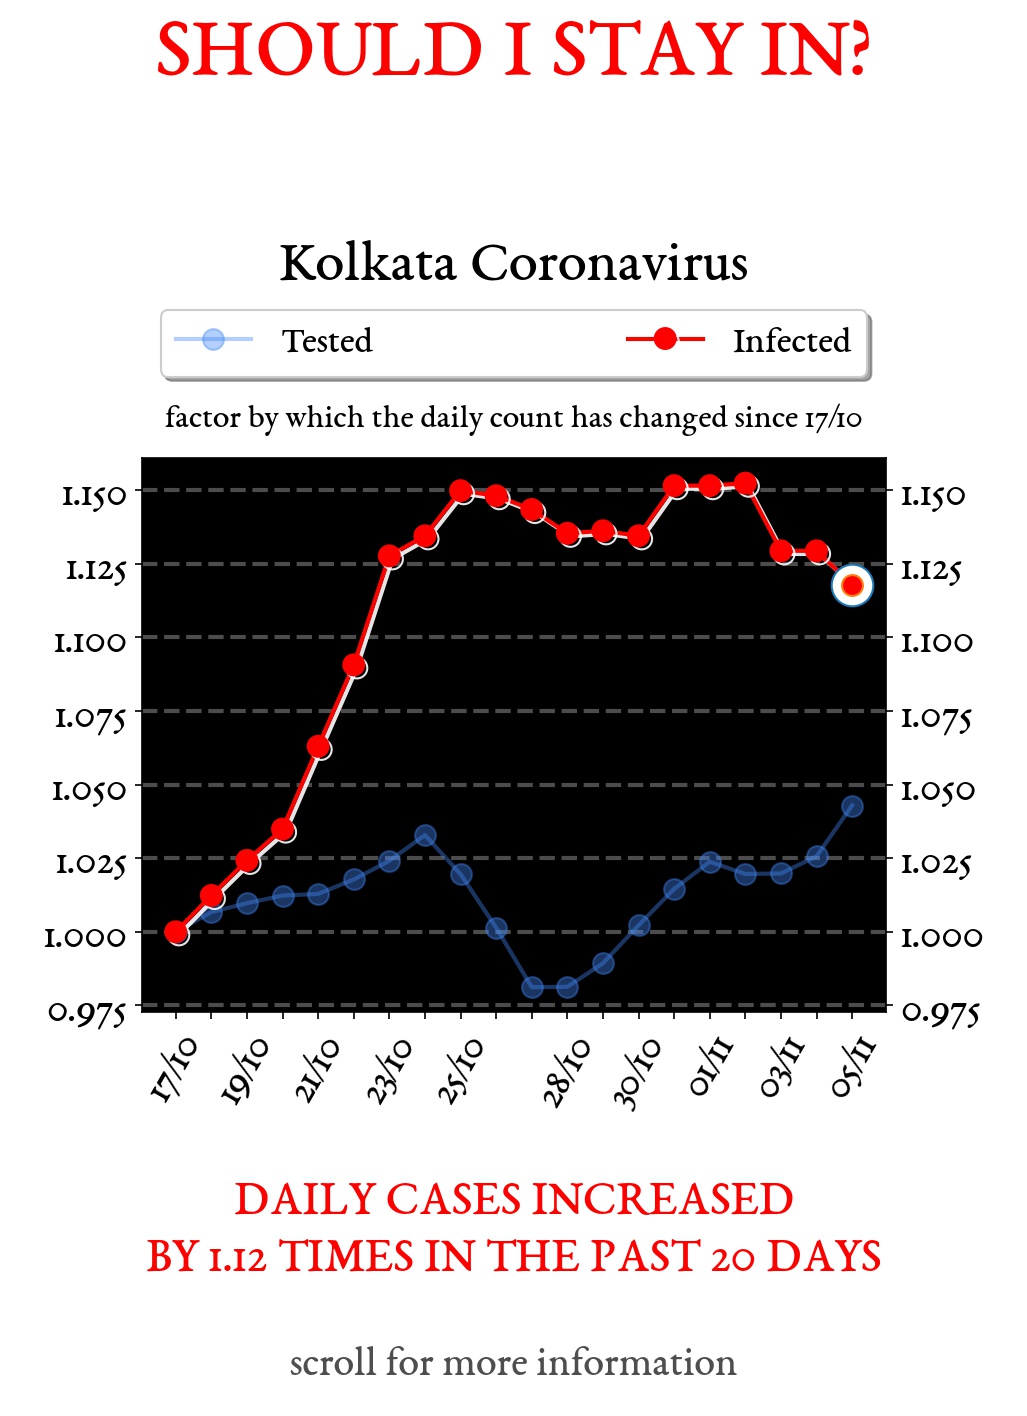 SHOULD I STAY IN?
Kolkata Coronavirus
Tested Infected
factor by which the daily count has changed since 17/10
1.150 1.150
1.125 1.125
1.100 1.100
1.075 1.075
1.050 1.050
1.025 1.025
1.000 1.000
0.975 0.975
17/10 19/10 21/10 23/10 25/10 28/10 30/10 01/11 03/11 05/11
DAILY CASES INCREASED
BY 1.12 TIMES IN THE PAST 20 DAYS
scroll for more information